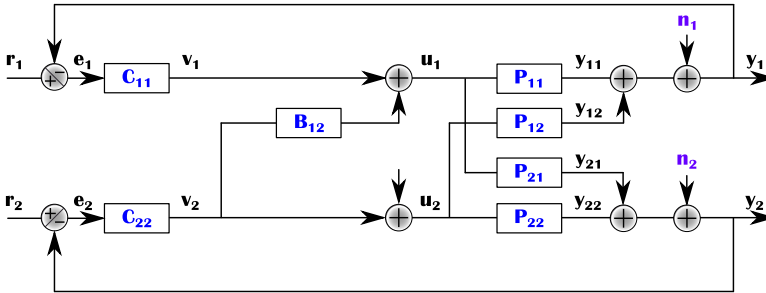 n₁
r₁ e₁ v₁ u₁ y₁₁ y₁
C₁₁ P₁₁
y₁₂
B₁₂ P₁₂
y₂₁ n₂
P₂₁
r₂ e₂ v₂ u₂ y₂₂ y₂
C₂₂ P₂₂